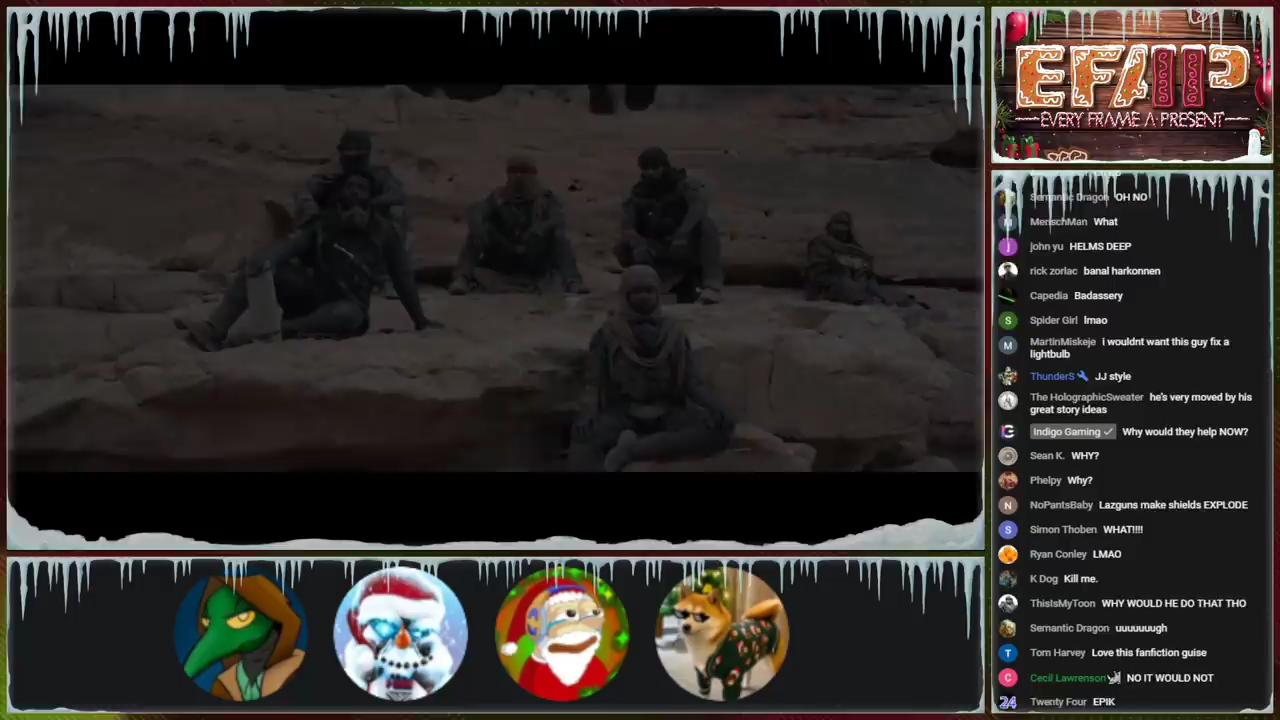 EFAP
EVERY FRAME A PRESENT
Semantic Dragon OH NO
MenschMan What
john yu HELMS DEEP
rick zorlac banal harkonnen
Capedia Badassery
Spider Girl lmao
MartinMiskeje i wouldnt want this guy fix a
lightbulb
ThunderS JJ style
The HolographicSweater he's very moved by his
great story ideas
Indigo Gaming Why would they help NOW?
Sean K. WHY?
Phelpy Why?
NoPantsBaby Lazguns make shields EXPLODE
Simon Thoben WHAT!!!!
Ryan Conley LMAO
K Dog Kill me.
ThisIsMyToon WHY WOULD HE DO THAT THO
Semantic Dragon uuuuuuugh
Tom Harvey Love this fanfiction guise
Cecil Lawrenson NO IT WOULD NOT
24 Twenty Four EPIK